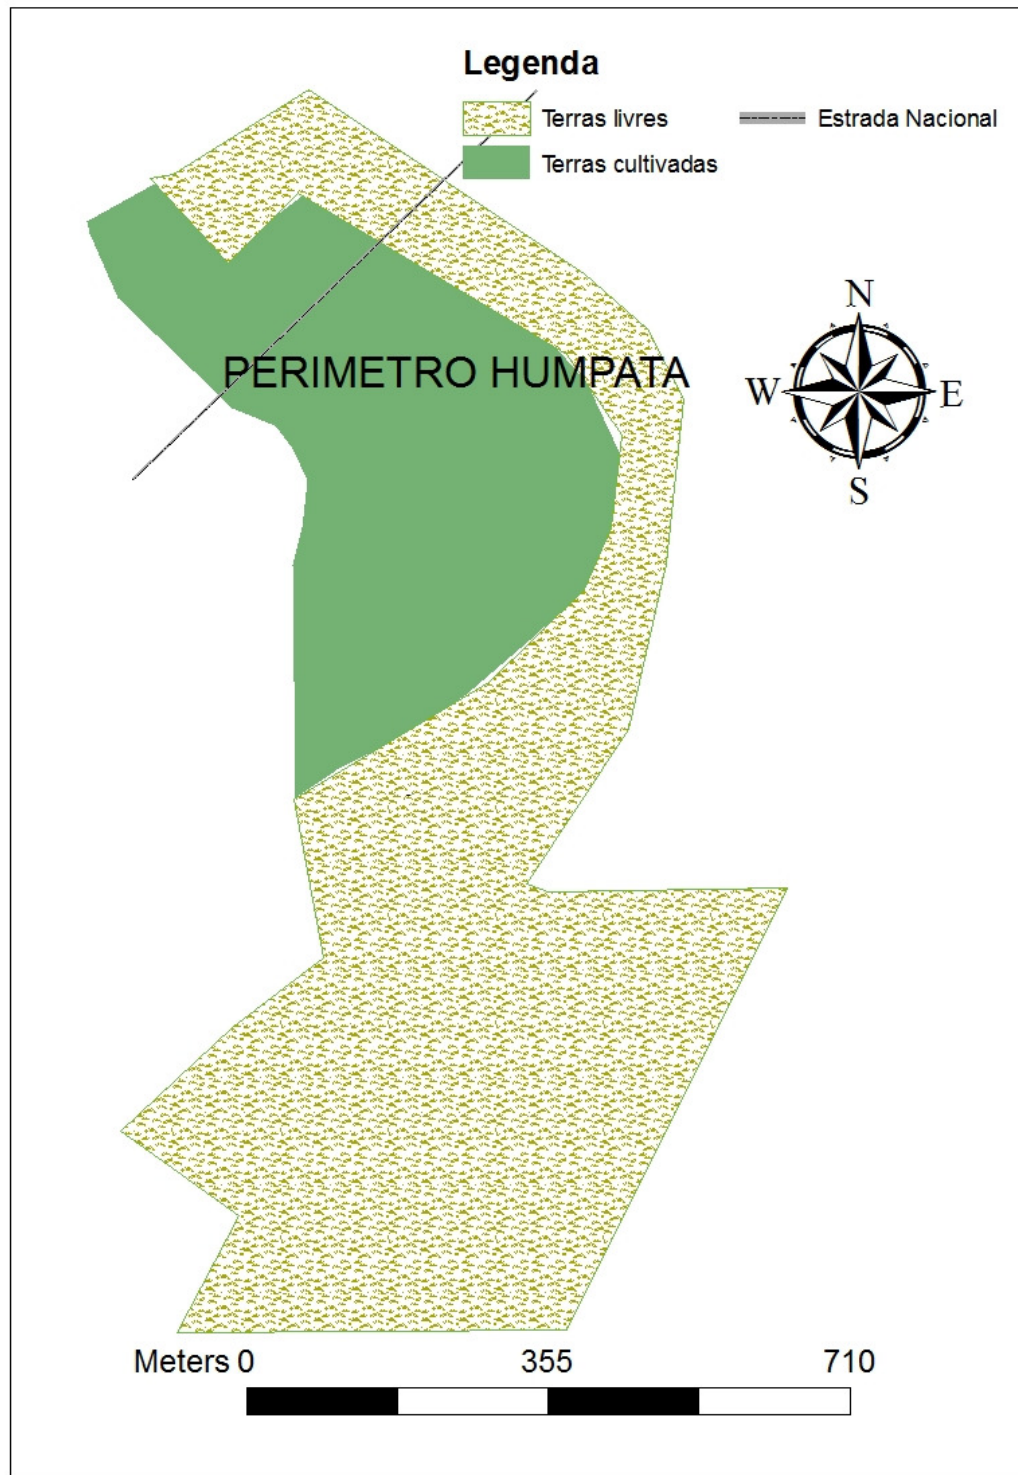 Legenda
Terras livres
Estrada Nacional
Terras cultivadas
N
PERIMETRO HUMPATA
W
E
S
Meters 0 355 710